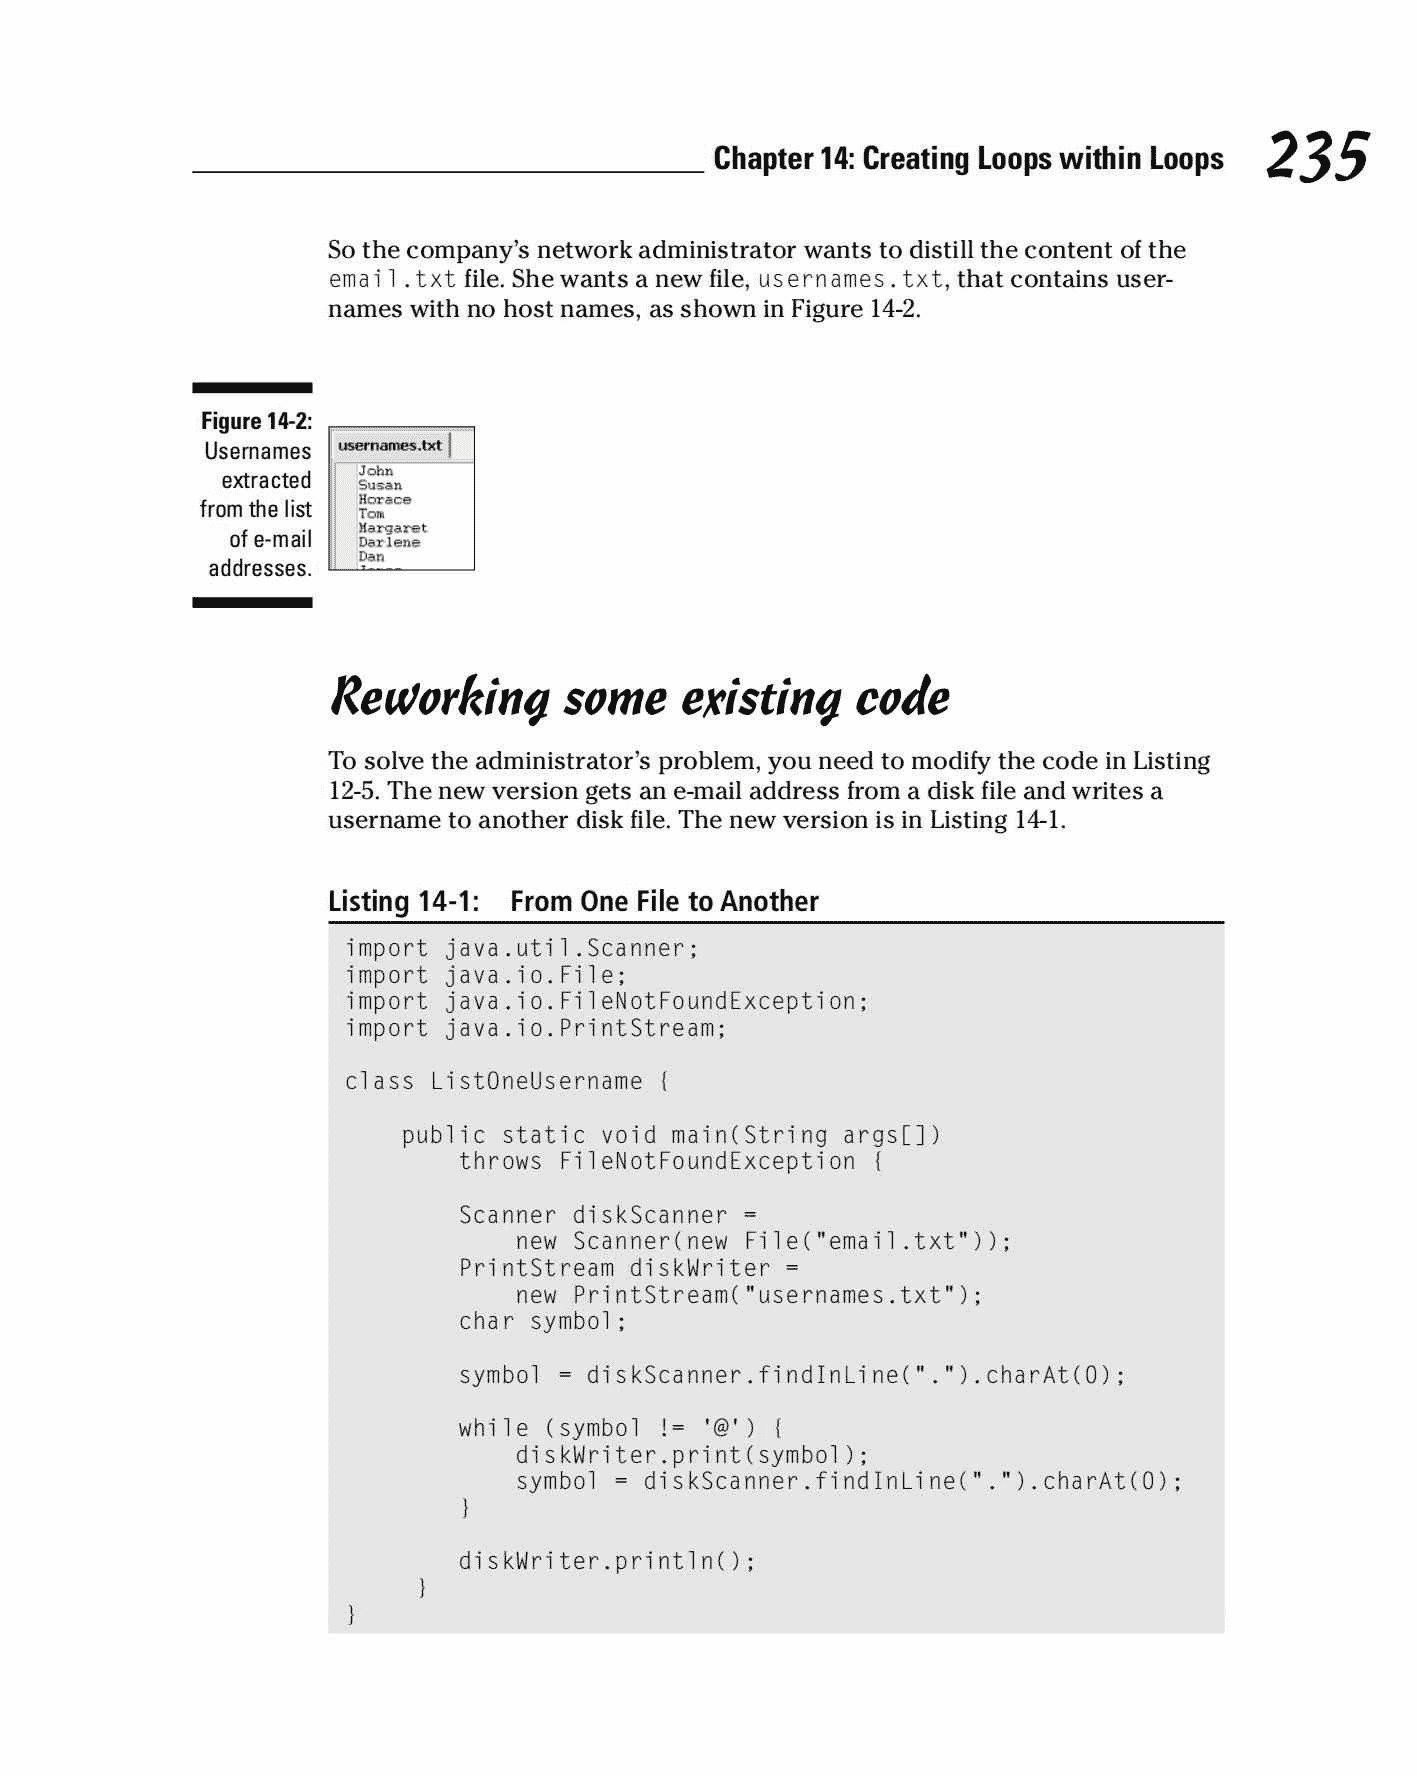 Chapter 14: Creating Loops within Loops 235
So the company’s network administrator wants to distill the content of the
email.txt file. She wants a new file, usernames.txt, that contains user-
names with no host names, as shown in Figure 14-2.
Figure 14-2:
Usernames
extracted
from the list
of e-mail
addresses.
usernames.txt
John
Susan
Horace
Tom
Margaret
Darlene
Dan
Reworking some existing code
To solve the administrator’s problem, you need to modify the code in Listing
12-5. The new version gets an e-mail address from a disk file and writes a
username to another disk file. The new version is in Listing 14-1.
Listing 14-1: From One File to Another
import java.util.Scanner;
import java.io.File;
import java.io.FileNotFoundException;
import java.io.PrintStream;
class ListOneUsername {
public static void main(String args[])
throws FileNotFoundException {
Scanner diskScanner =
new Scanner(new File("email.txt"));
PrintStream diskWriter =
new PrintStream("usernames.txt");
char symbol;
symbol = diskScanner.findInLine(".").charAt(0);
while (symbol != '@') {
diskWriter.print(symbol);
symbol = diskScanner.findInLine(".").charAt(0);
}
diskWriter.println();
}
}